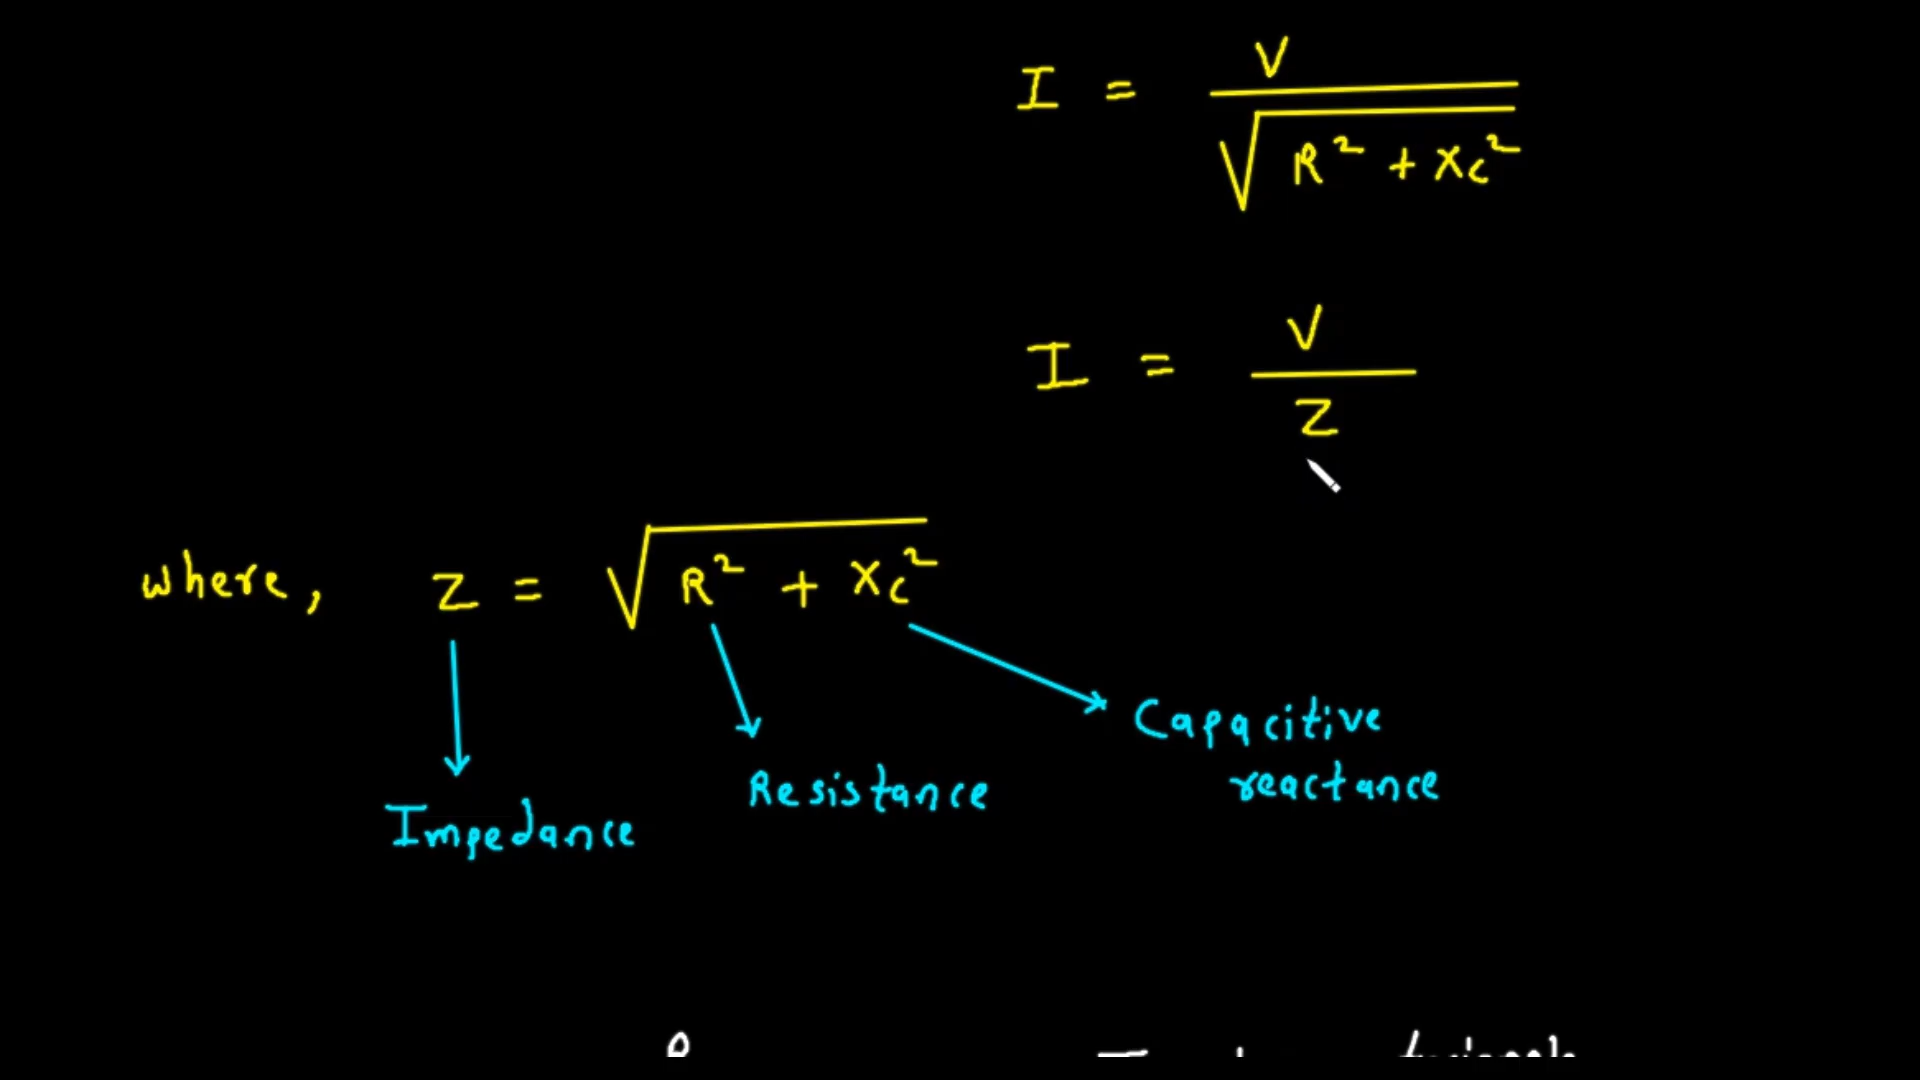 I = V / √(R² + Xc²)
I = V / Z
where, Z = √(R² + Xc²)
Capacitive
reactance
Resistance
Impedance